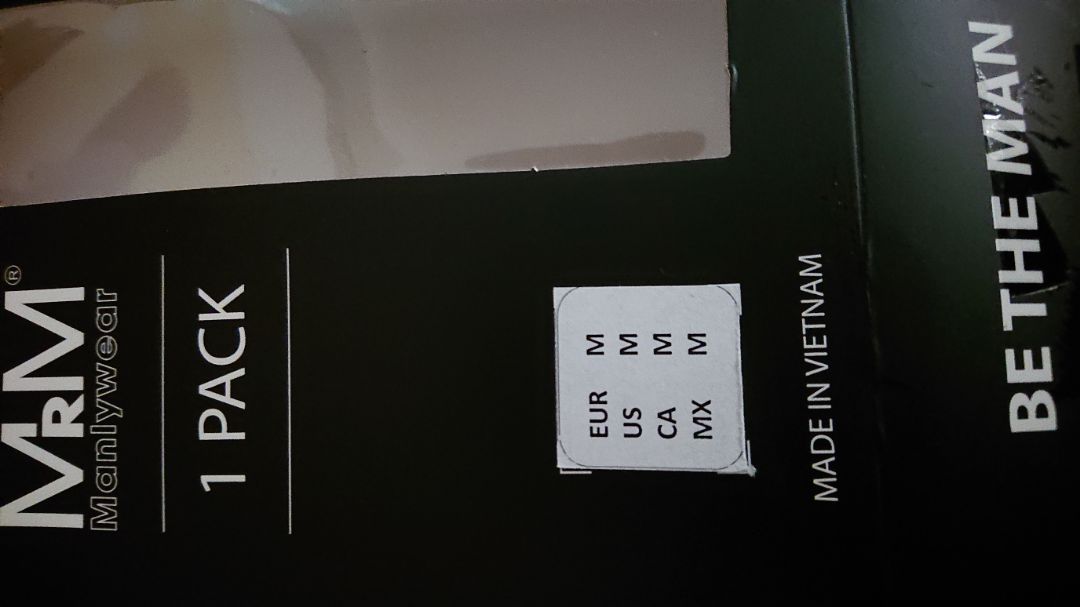 MRM®
Manlywear
1 PACK
EUR M
US M
CA M
MX M
MADE IN VIETNAM
BE THE MAN